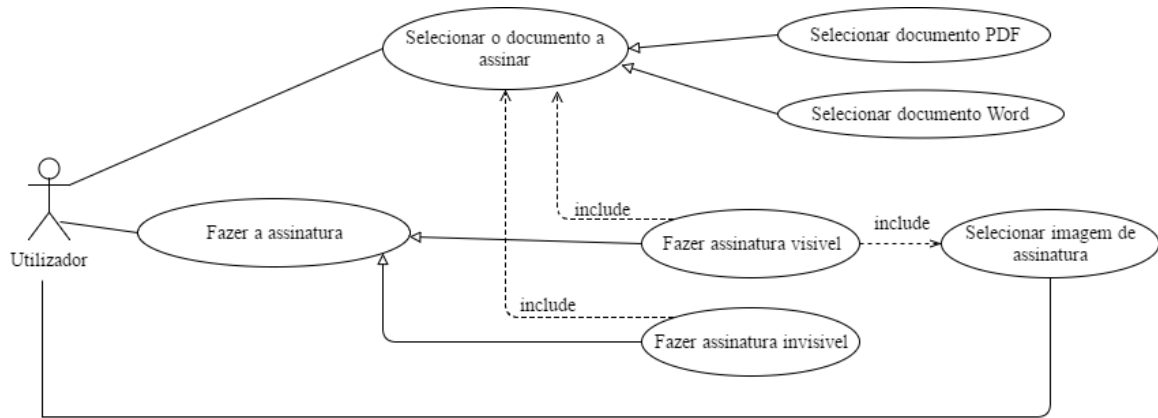 Selecionar o documento a
assinar
Selecionar documento PDF
Selecionar documento Word
include
include
Fazer a assinatura
Fazer assinatura visivel
Selecionar imagem de
assinatura
Utilizador
include
Fazer assinatura invisivel